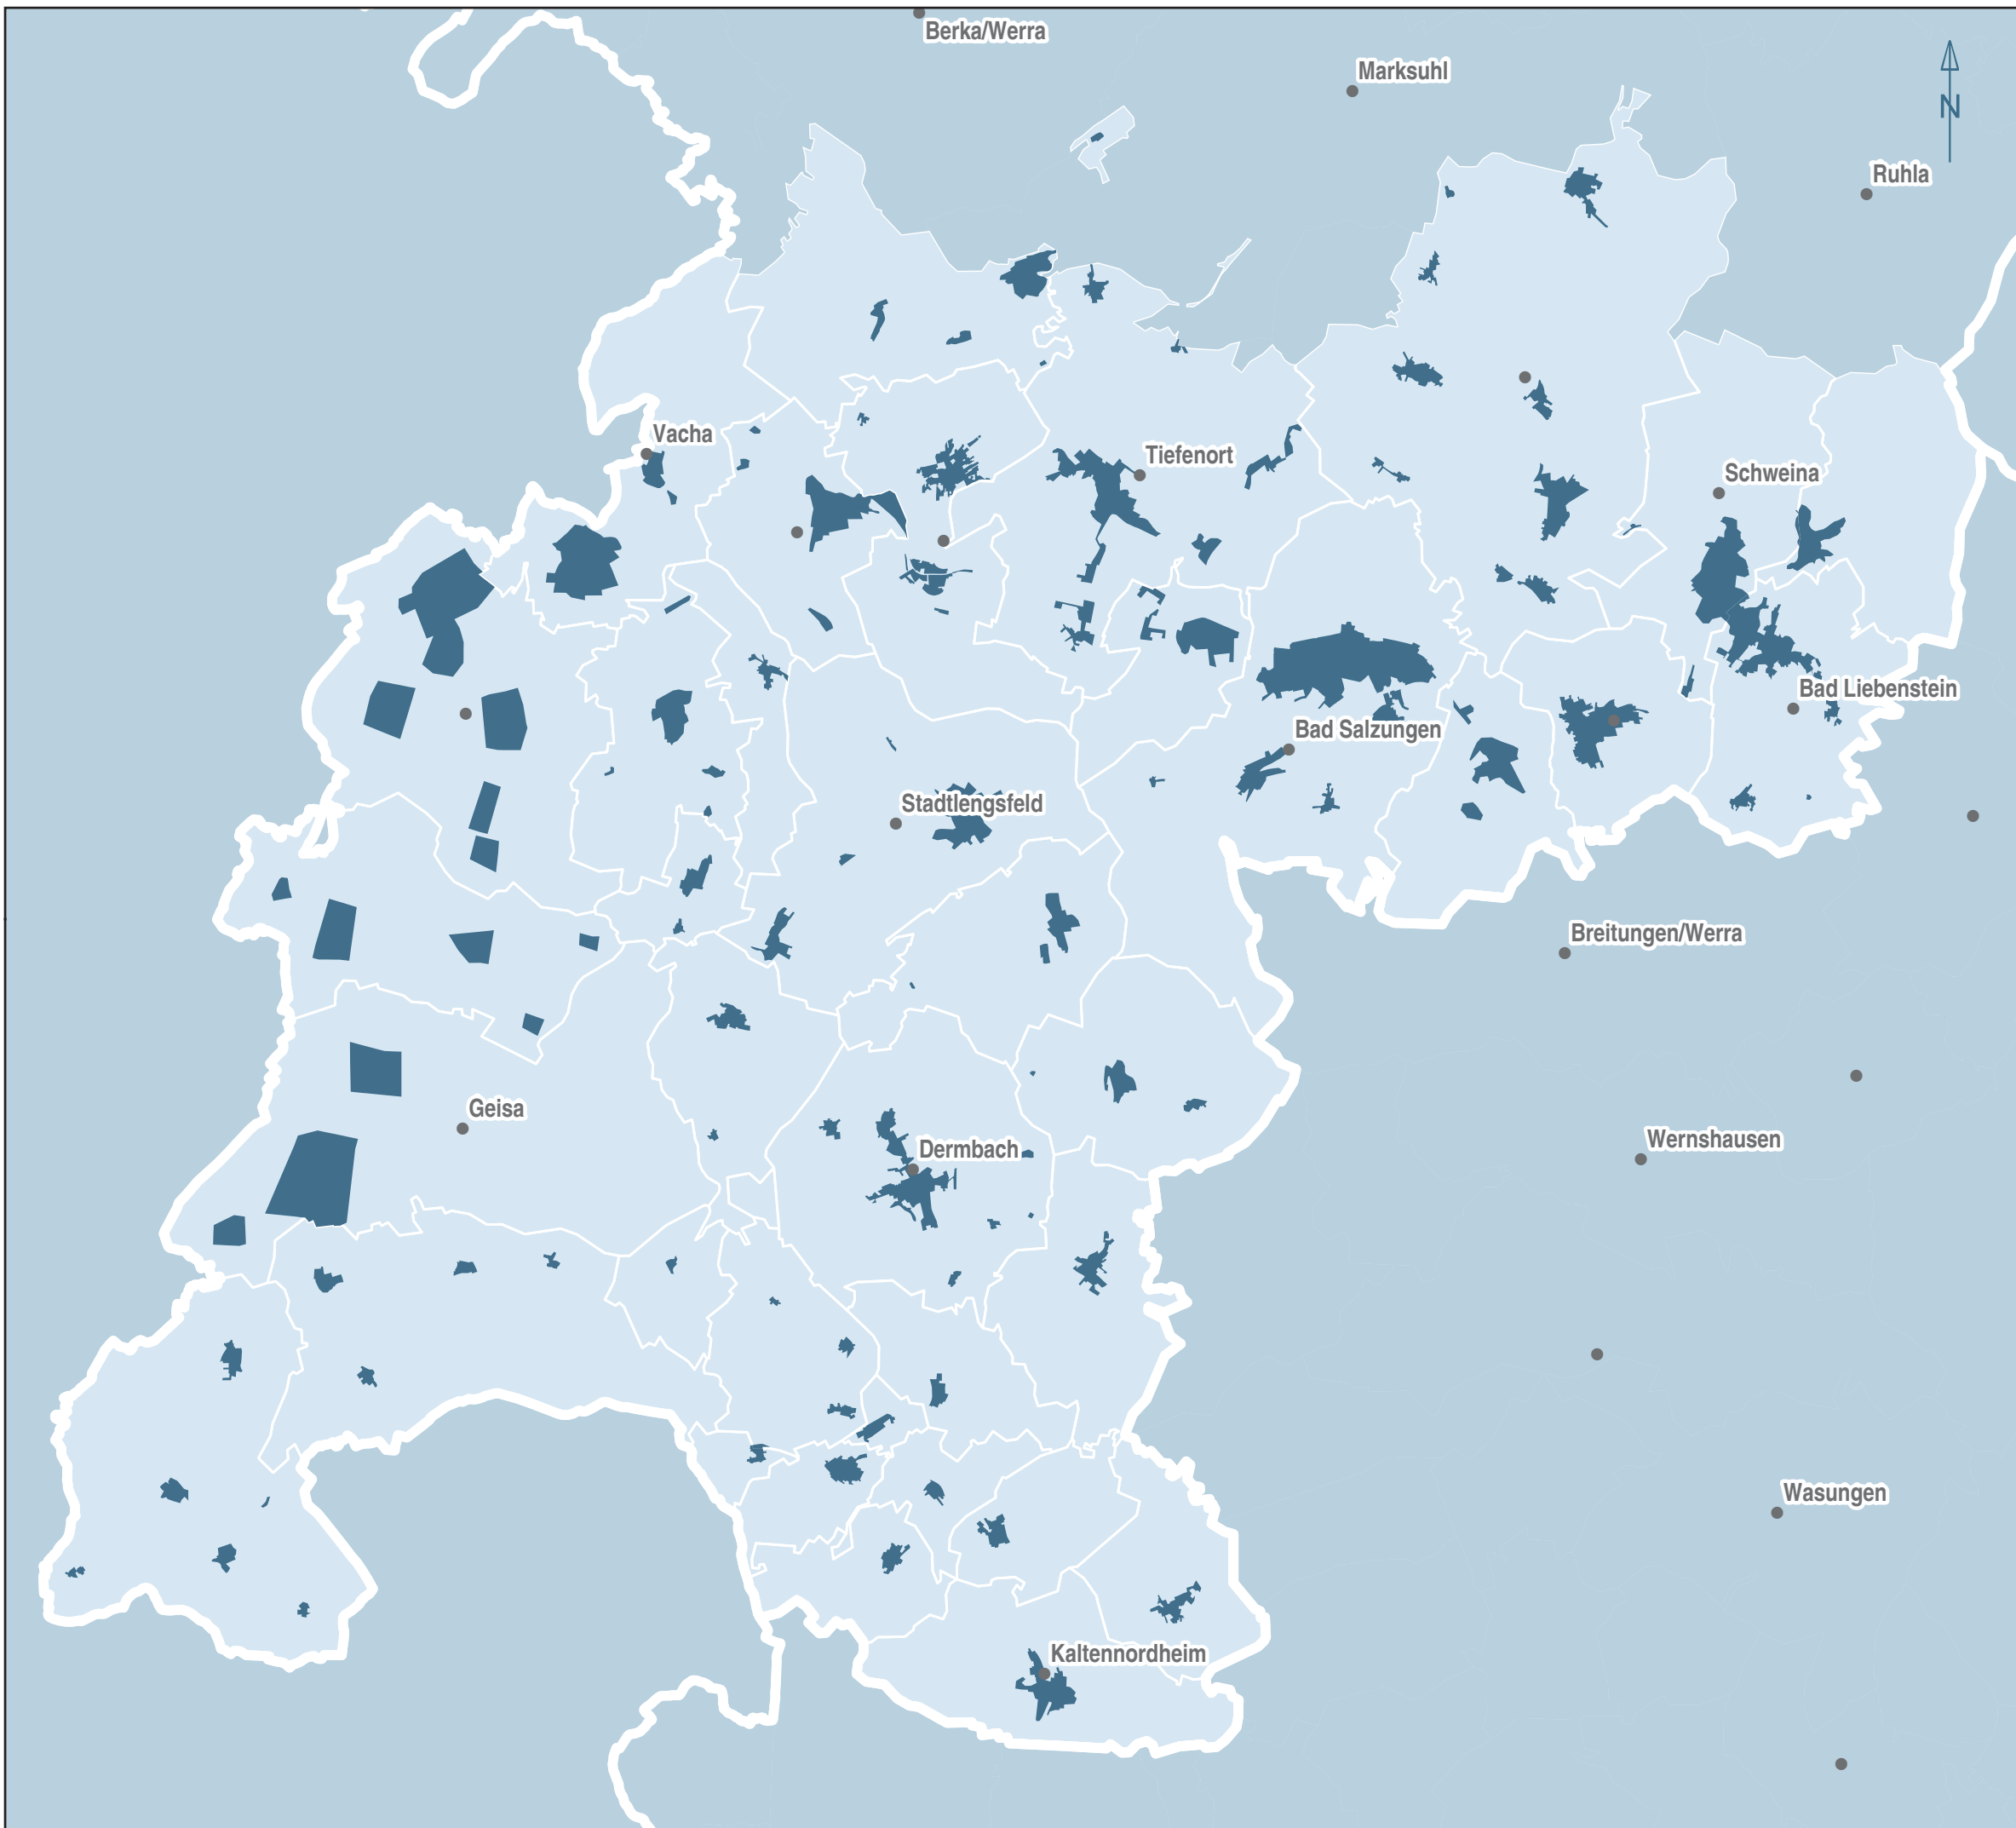 Berka/Werra
Marksuhl
N
Ruhla
Vacha
Tiefenort
Schweina
Bad Liebenstein
Bad Salzungen
Stadtlengsfeld
Breitungen/Werra
Geisa
Dermbach
Wernshausen
Wasungen
Kaltennordheim